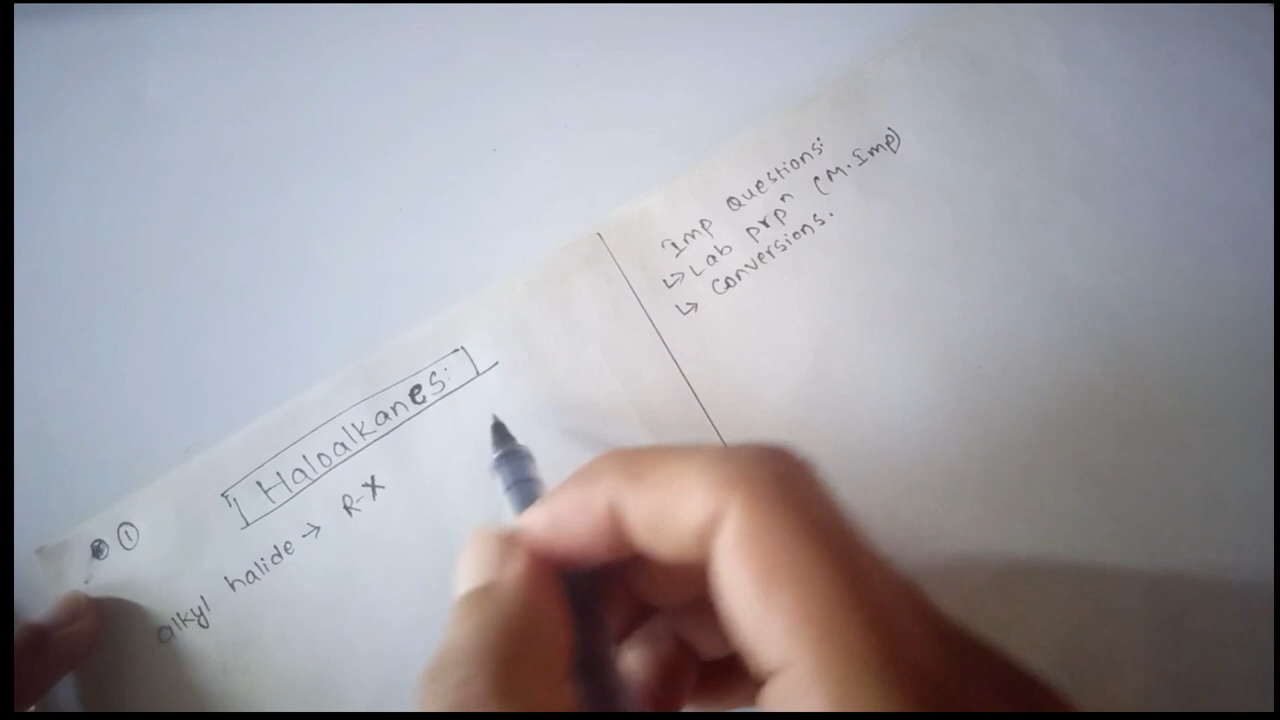 Haloalkanes:
①
alkyl halide → R-X
Imp Questions:
↳ Lab prpⁿ (M.Imp)
↳ Conversions.